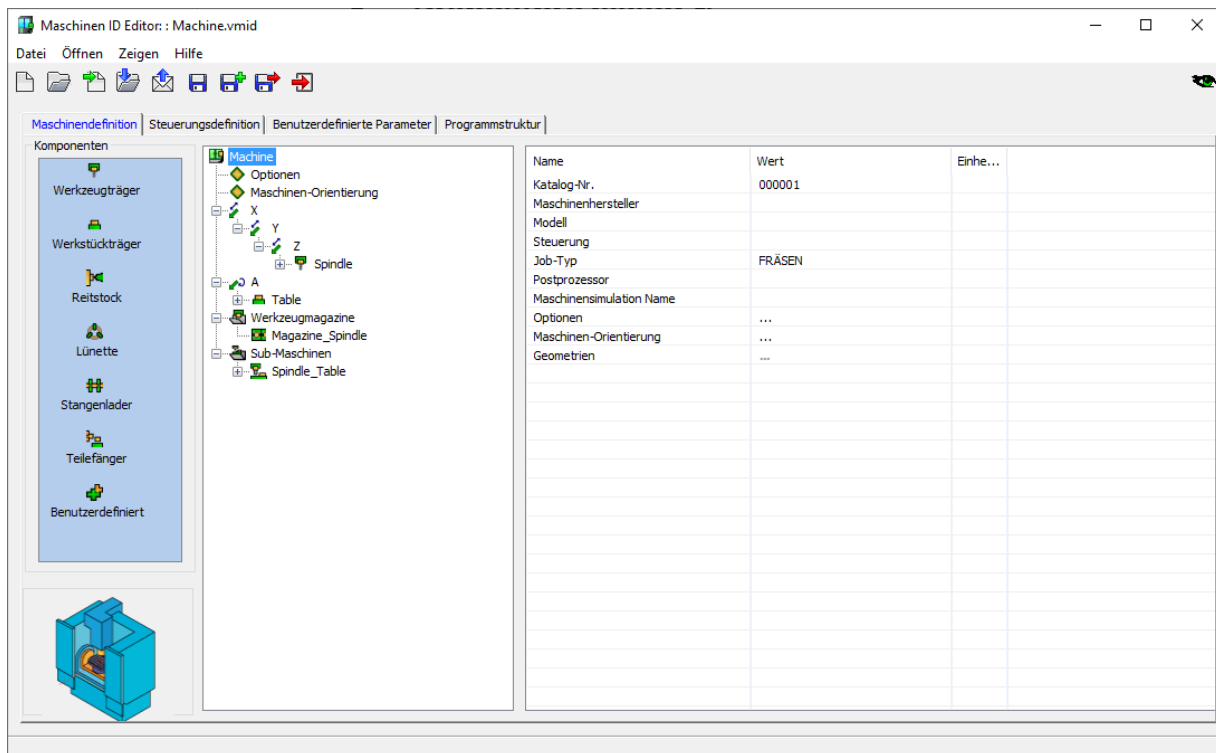 Maschinen ID Editor: : Machine.vmid
Datei Öffnen Zeigen Hilfe
Maschinendefinition Steuerungsdefinition Benutzerdefinierte Parameter Programmstruktur
Komponenten
Werkzeugträger
Werkstückträger
Reitstock
Lünette
Stangenlader
Teilefänger
Benutzerdefiniert
Machine
Optionen
Maschinen-Orientierung
X
Y
Z
Spindle
A
Table
Werkzeugmagazine
Magazine_Spindle
Sub-Maschinen
Spindle_Table
Name Wert Einhe...
Katalog-Nr. 000001
Maschinenhersteller
Modell
Steuerung
Job-Typ FRÄSEN
Postprozessor
Maschinensimulation Name
Optionen ...
Maschinen-Orientierung ...
Geometrien ...